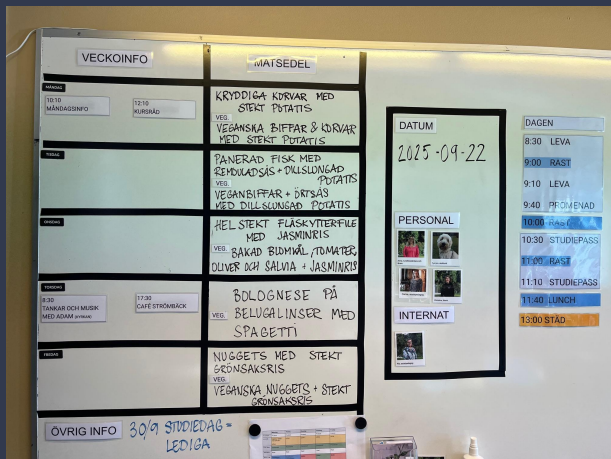 VECKOINFO
MATSEDEL
MÅNDAG
10:10
MÅNDAGSINFO
12:10
KURSRÅD
KRYDDIGA KORVAR MED
STEKT POTATIS
VEG.
VEGANSKA BIFFAR & KORVAR
MED STEKT POTATIS
TISDAG
PANERAD FISK MED
REMOULADSÅS + DILLSLUNGAD
POTATIS
VEG.
VEGANBIFFAR + ÖRTSÅS
MED DILLSLUNGAD POTATIS
ONSDAG
HELSTEKT FLÄSKYTTERFILÉ
MED JASMINRIS
VEG.
BAKAD BLOMKÅL, TOMATER,
OLIVER OCH SALVIA + JASMINRIS
TORSDAG
TANKAR OCH MUSIK
MED ADAM
17:30
CAFÉ STRÖMBÄCK
BOLOGNESE PÅ
VEG.
BELUGALINSER MED
SPAGETTI
FREDAG
NUGGETS MED STEKT
GRÖNSAKSRIS
VEG.
VEGANSKA NUGGETS + STEKT
GRÖNSAKSRIS
ÖVRIG INFO
30/9 STUDIEDAG =
LEDIGA
DATUM
2025-09-22
PERSONAL
INTERNAT
DAGEN
8:30 LEVA
9:00 RAST
9:10 LEVA
9:40 PROMENAD
10:00 RAST
10:30 STUDIEPASS
11:00 RAST
11:10 STUDIEPASS
11:40 LUNCH
13:00 STÄD